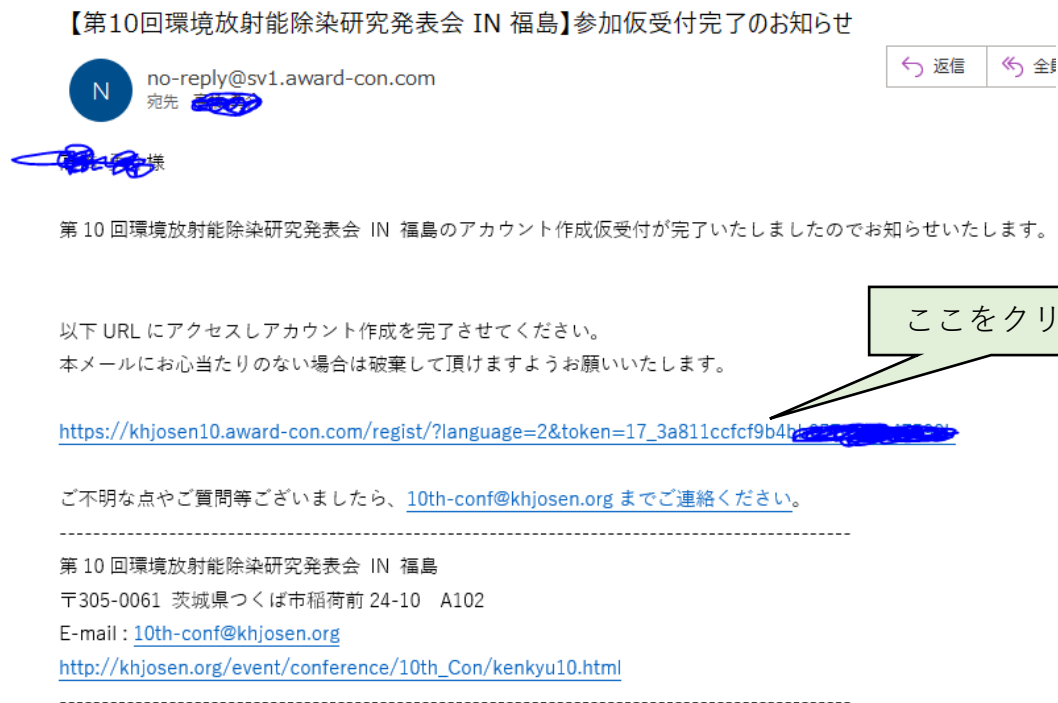 【第10回環境放射能除染研究発表会 IN 福島】参加仮受付完了のお知らせ
N
no-reply@sv1.award-con.com
返信
宛先
様
第 10 回環境放射能除染研究発表会 IN 福島のアカウント作成仮受付が完了いたしましたのでお知らせいたします。
ここをクリ
以下 URL にアクセスしアカウント作成を完了させてください。
本メールにお心当たりのない場合は破棄して頂けますようお願いいたします。
https://khjosen10.award-con.com/regist/?language=2&token=17_3a811ccfcf9b4b
ご不明な点やご質問等ございましたら、10th-conf@khjosen.org までご連絡ください。
--------------------------------------------------------------------------------------------
第 10 回環境放射能除染研究発表会 IN 福島
〒305-0061 茨城県つくば市稲荷前 24-10 A102
E-mail : 10th-conf@khjosen.org
http://khjosen.org/event/conference/10th_Con/kenkyu10.html
--------------------------------------------------------------------------------------------